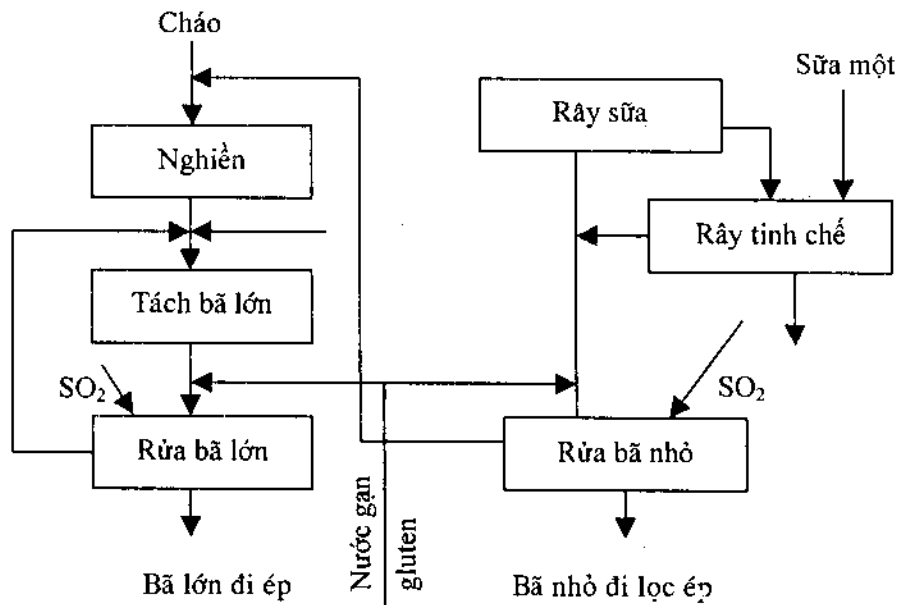 Cháo
Sữa một
Rây sữa
Nghiền
Rây tinh chế
Tách bã lớn
SO₂
SO₂
Rửa bã lớn
Rửa bã nhỏ
Nước gạn
gluten
Bã lớn đi ép
Bã nhỏ đi lọc ép